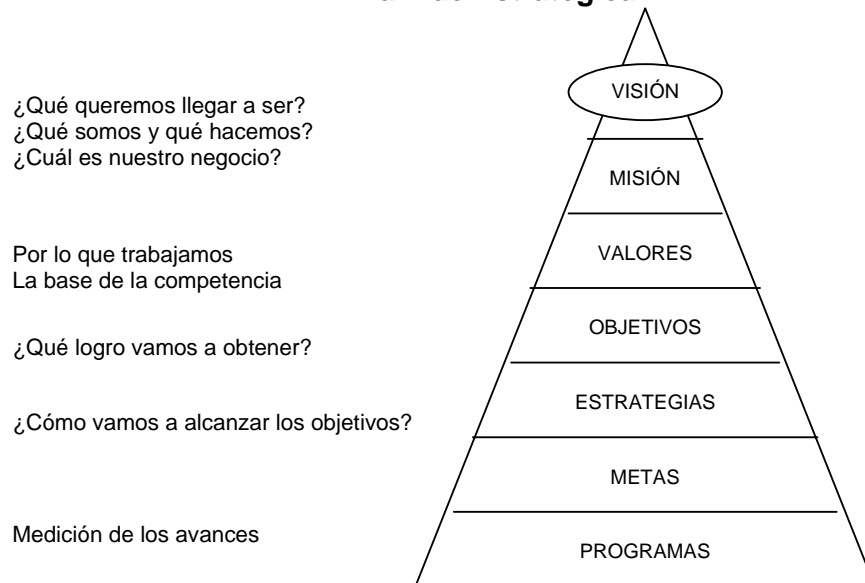 ¿Qué queremos llegar a ser?
¿Qué somos y qué hacemos?
¿Cuál es nuestro negocio?
Por lo que trabajamos
La base de la competencia
¿Qué logro vamos a obtener?
¿Cómo vamos a alcanzar los objetivos?
Medición de los avances
VISIÓN
MISIÓN
VALORES
OBJETIVOS
ESTRATEGIAS
METAS
PROGRAMAS